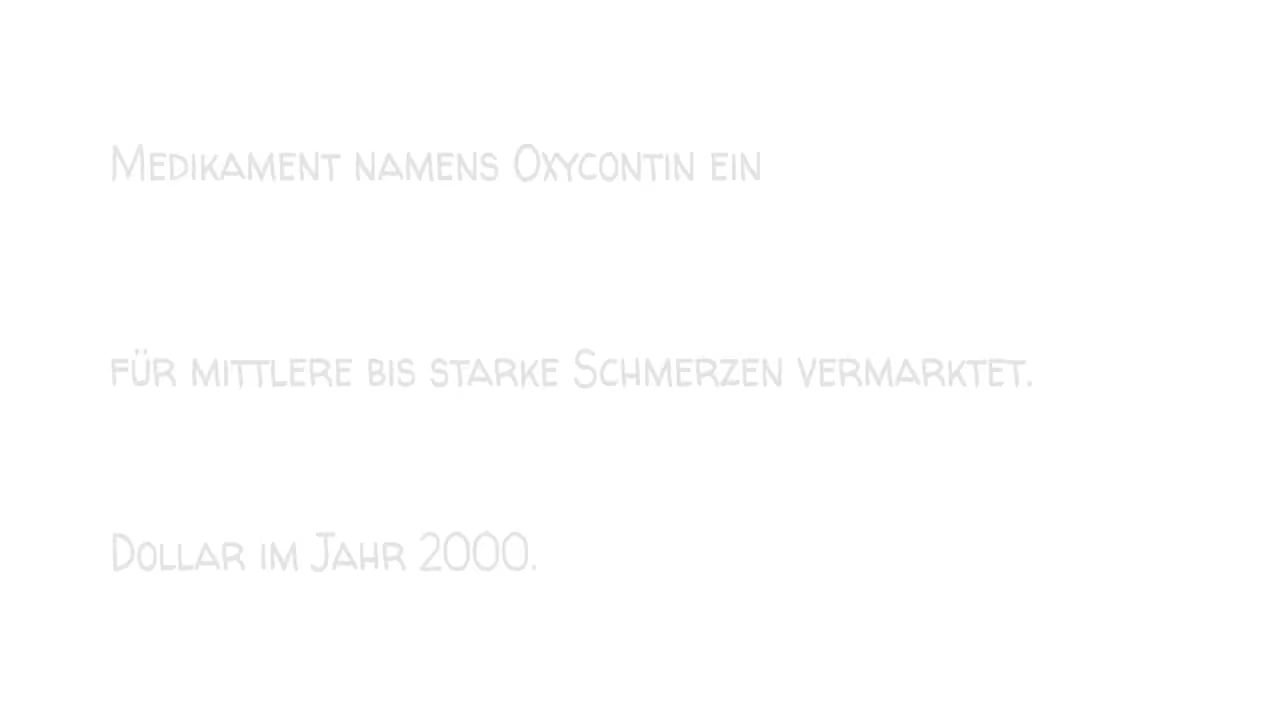 Medikament namens Oxycontin ein
für mittlere bis starke Schmerzen vermarktet.
Dollar im Jahr 2000.